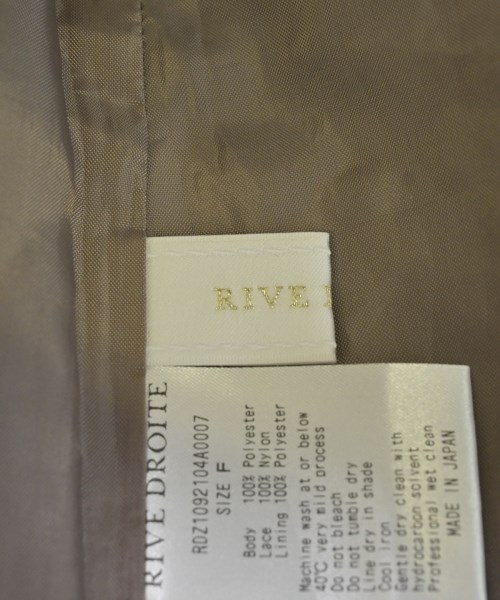 RIVE
RIVE DROITE
RDZ1092104A0007
SIZE F
Body 100% Polyester
Lace 100% Nylon
Lining 100% Polyester
Machine wash at or below
40℃ very mild process
Do not bleach
Do not tumble dry
Line dry in shade
Cool iron
Gentle dry clean with
hydrocarbon solvent
Professional wet clean
MADE IN JAPAN